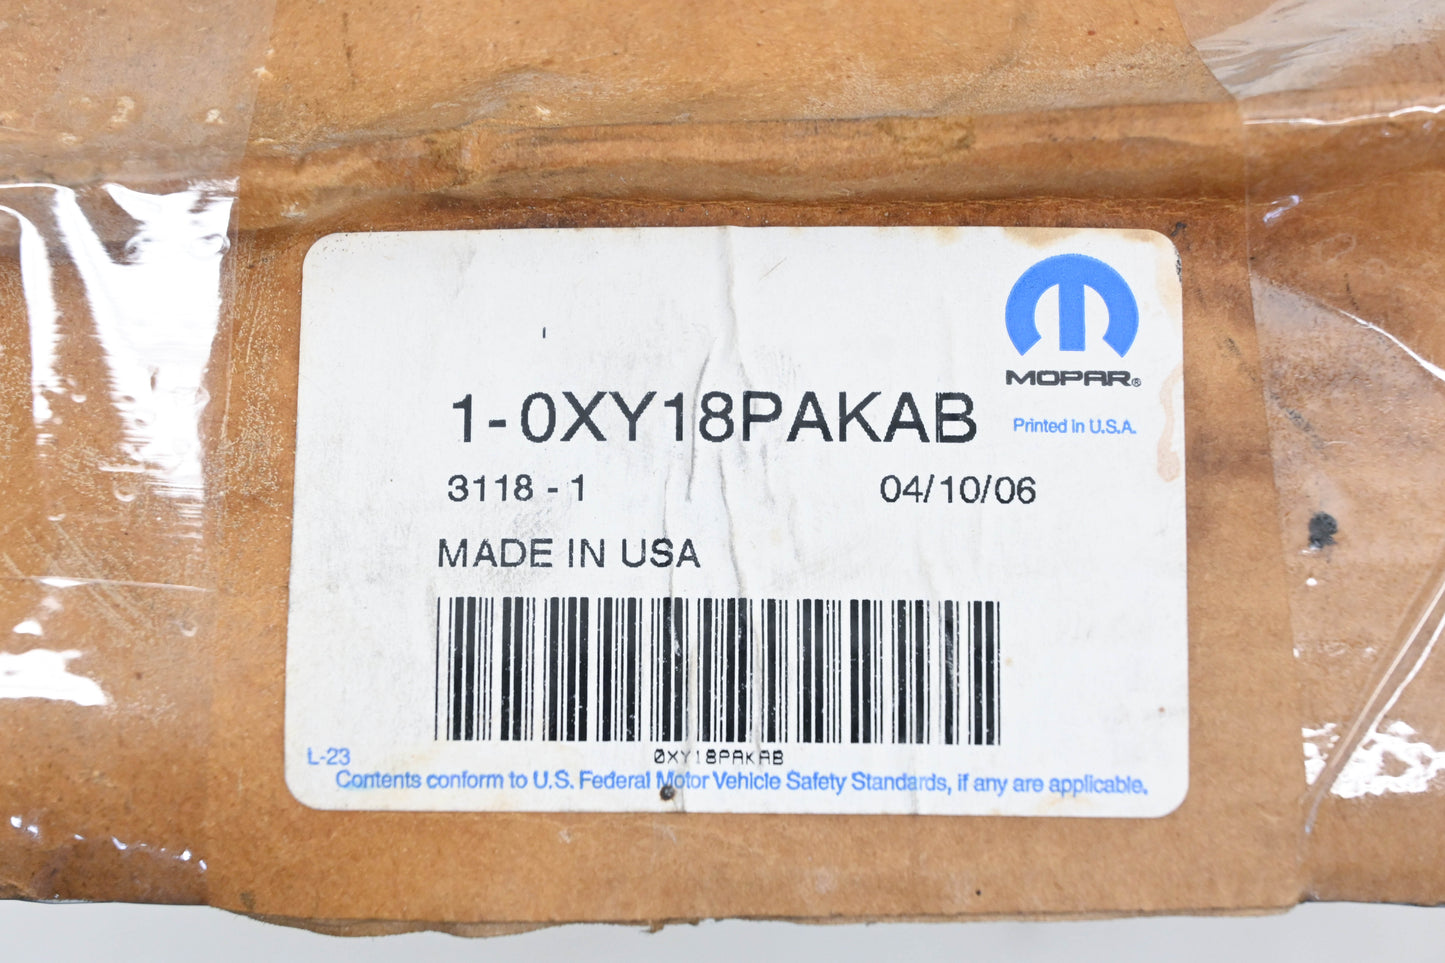 MOPAR®
1-0XY18PAKAB
Printed in U.S.A.
3118 - 1 04/10/06
MADE IN USA
L-23
0XY18PAKAB
Contents conform to U.S. Federal Motor Vehicle Safety Standards, if any are applicable.